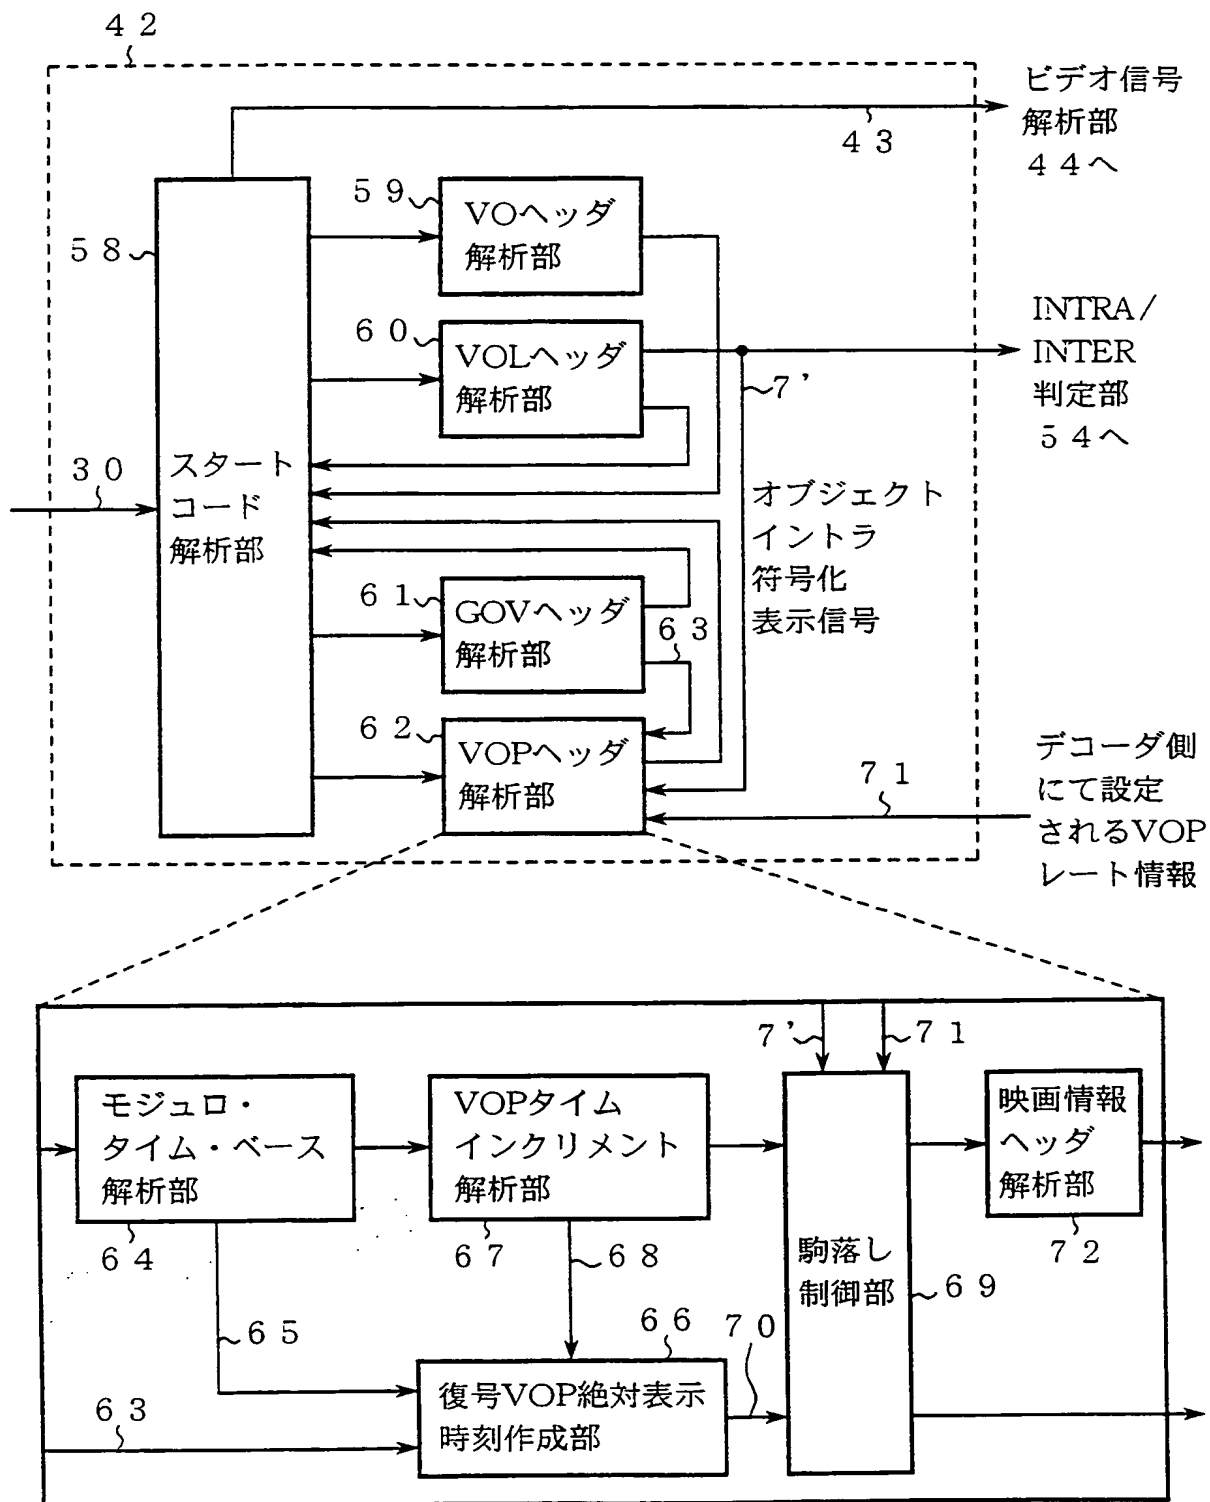 ４２
ビデオ信号
解析部
４４へ
４３
５９
VOヘッダ
解析部
５８
６０
VOLヘッダ
解析部
INTRA/
INTER
判定部
５４へ
７’
３０
スタート
コード
解析部
オブジェクト
イントラ
符号化
表示信号
６１
GOVヘッダ
解析部
６３
６２
VOPヘッダ
解析部
７１
デコーダ側
にて設定
されるVOP
レート情報
７’
７１
モジュロ・
タイム・ベース
解析部
６４
VOPタイム
インクリメント
解析部
６７
６８
映画情報
ヘッダ
解析部
７２
駒落し
制御部
６９
６５
６６
７０
復号VOP絶対表示
時刻作成部
６３